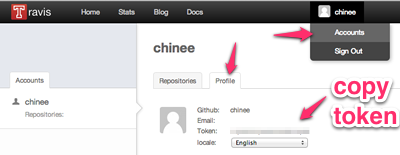 Travis Home Stats Blog Docs chinee
Accounts
Sign Out
chinee
Accounts
Repositories Profile
chinee
Repositories:
Github: chinee
Email:
Token:
locale: English
copy
token